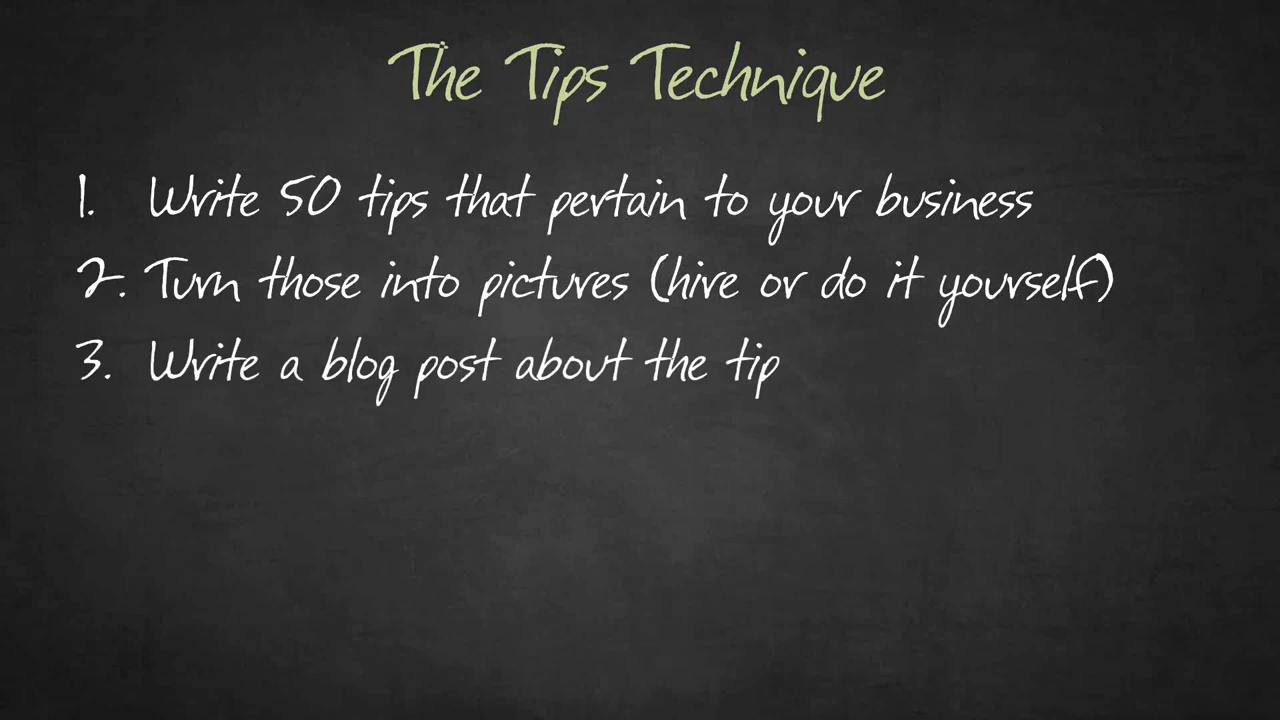 The Tips Technique
1. Write 50 tips that pertain to your business
2. Turn those into pictures (hire or do it yourself)
3. Write a blog post about the tip